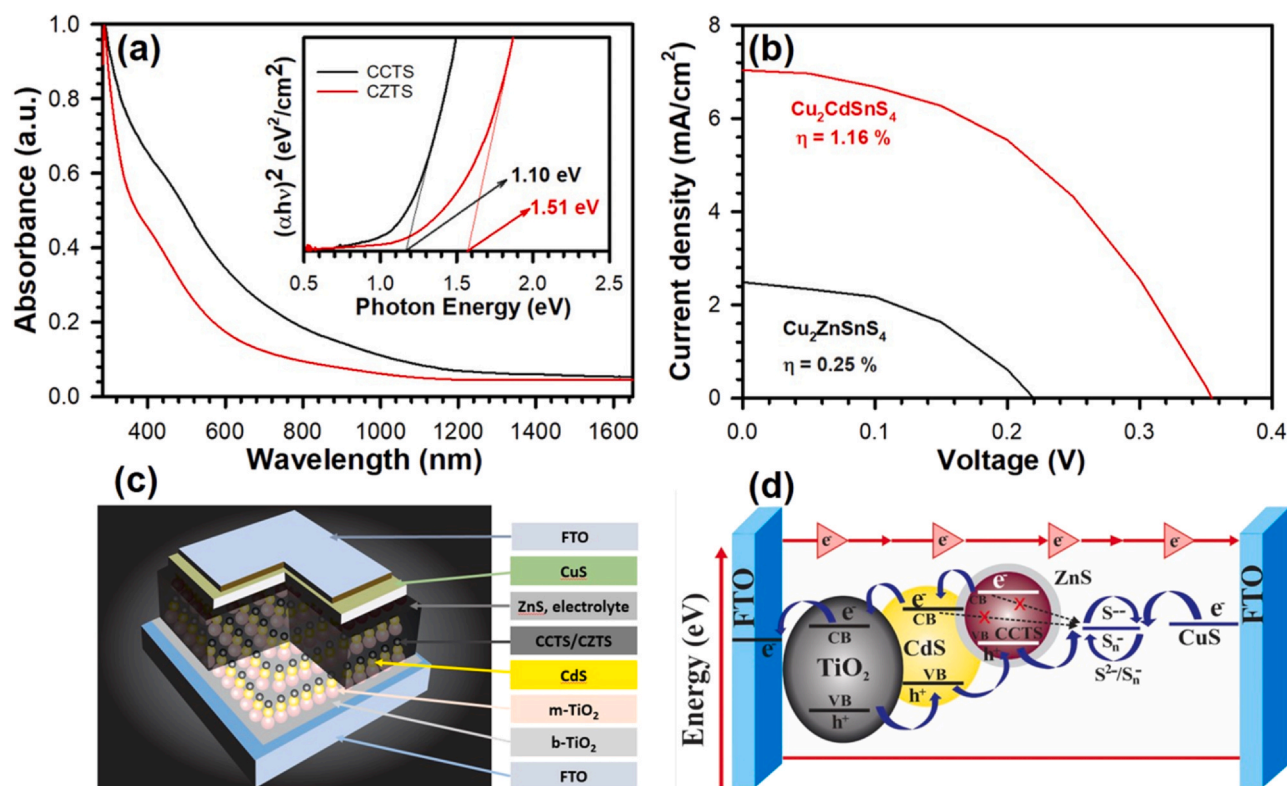 (a)
Absorbance (a.u.)
1.0
0.8
0.6
0.4
0.2
0.0
400 600 800 1000 1200 1400 1600
Wavelength (nm)
CCTS
CZTS
(αhν)² (eV²/cm²)
1.10 eV
1.51 eV
0.5 1.0 1.5 2.0 2.5
Photon Energy (eV)
(b)
Current density (mA/cm²)
8
6
4
2
0
Cu₂CdSnS₄
η = 1.16 %
Cu₂ZnSnS₄
η = 0.25 %
0.0 0.1 0.2 0.3 0.4
Voltage (V)
(c)
FTO
CuS
ZnS, electrolyte
CCTS/CZTS
CdS
m-TiO₂
b-TiO₂
FTO
(d)
Energy (eV)
FTO
e⁻
e⁻
e⁻
e⁻
e⁻
e⁻
CB
TiO₂
VB
h⁺
e⁻
CB
CdS
VB
h⁺
ZnS
e⁻
CB
VB
CCTS
h⁺
S⁻⁻
Sₙ⁻
S²⁻/Sₙ⁻
e⁻
CuS
FTO